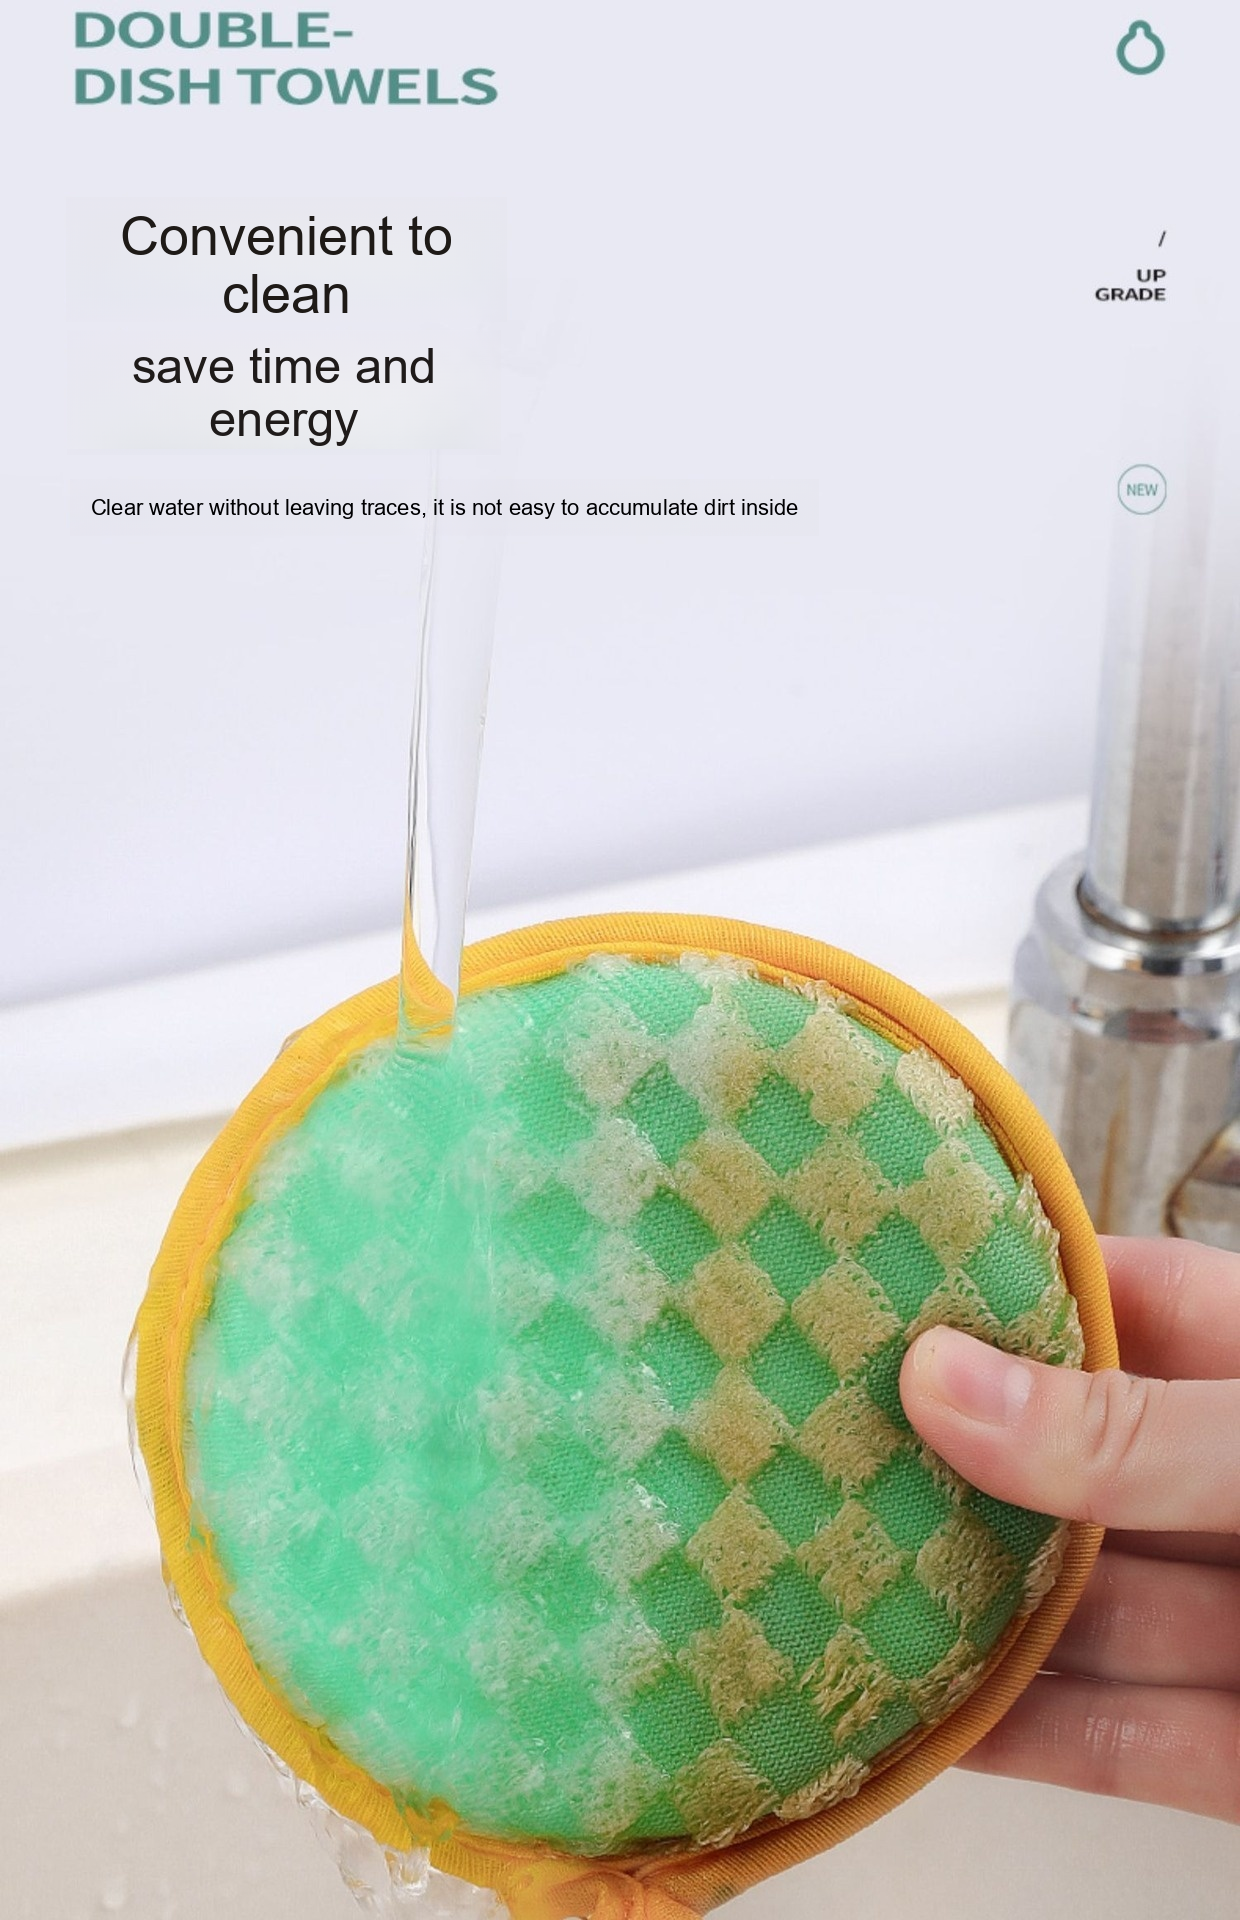 DOUBLE-
DISH TOWELS
Convenient to
clean
save time and
energy
/
UP
GRADE
Clear water without leaving traces, it is not easy to accumulate dirt inside
NEW